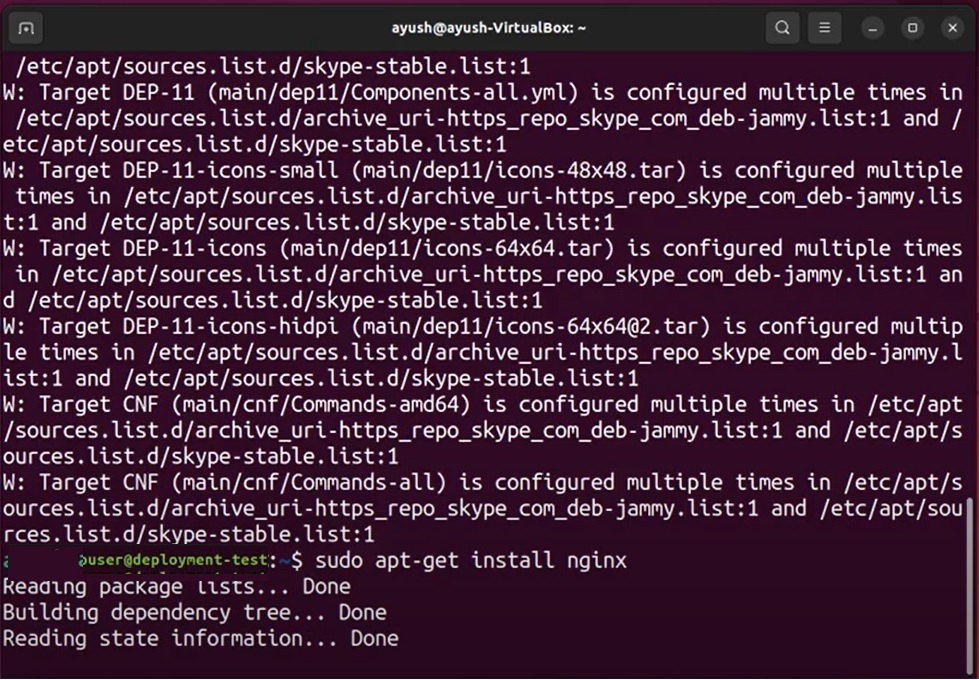 ayush@ayush-VirtualBox: ~
/etc/apt/sources.list.d/skype-stable.list:1
W: Target DEP-11 (main/dep11/Components-all.yml) is configured multiple times in
/etc/apt/sources.list.d/archive_uri-https_repo_skype_com_deb-jammy.list:1 and /
etc/apt/sources.list.d/skype-stable.list:1
W: Target DEP-11-icons-small (main/dep11/icons-48x48.tar) is configured multiple
times in /etc/apt/sources.list.d/archive_uri-https_repo_skype_com_deb-jammy.lis
t:1 and /etc/apt/sources.list.d/skype-stable.list:1
W: Target DEP-11-icons (main/dep11/icons-64x64.tar) is configured multiple times
in /etc/apt/sources.list.d/archive_uri-https_repo_skype_com_deb-jammy.list:1 an
d /etc/apt/sources.list.d/skype-stable.list:1
W: Target DEP-11-icons-hidpi (main/dep11/icons-64x64@2.tar) is configured multip
le times in /etc/apt/sources.list.d/archive_uri-https_repo_skype_com_deb-jammy.l
ist:1 and /etc/apt/sources.list.d/skype-stable.list:1
W: Target CNF (main/cnf/Commands-amd64) is configured multiple times in /etc/apt
/sources.list.d/archive_uri-https_repo_skype_com_deb-jammy.list:1 and /etc/apt/s
ources.list.d/skype-stable.list:1
W: Target CNF (main/cnf/Commands-all) is configured multiple times in /etc/apt/s
ources.list.d/archive_uri-https_repo_skype_com_deb-jammy.list:1 and /etc/apt/sou
rces.list.d/skype-stable.list:1
user@deployment-test:~$ sudo apt-get install nginx
Reading package lists... Done
Building dependency tree... Done
Reading state information... Done